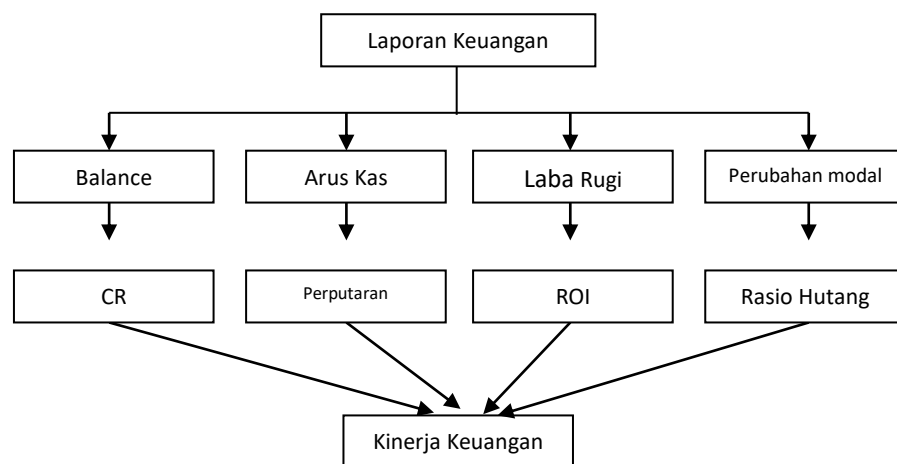 Laporan Keuangan
Balance
Arus Kas
Laba Rugi
Perubahan modal
CR
Perputaran
ROI
Rasio Hutang
Kinerja Keuangan